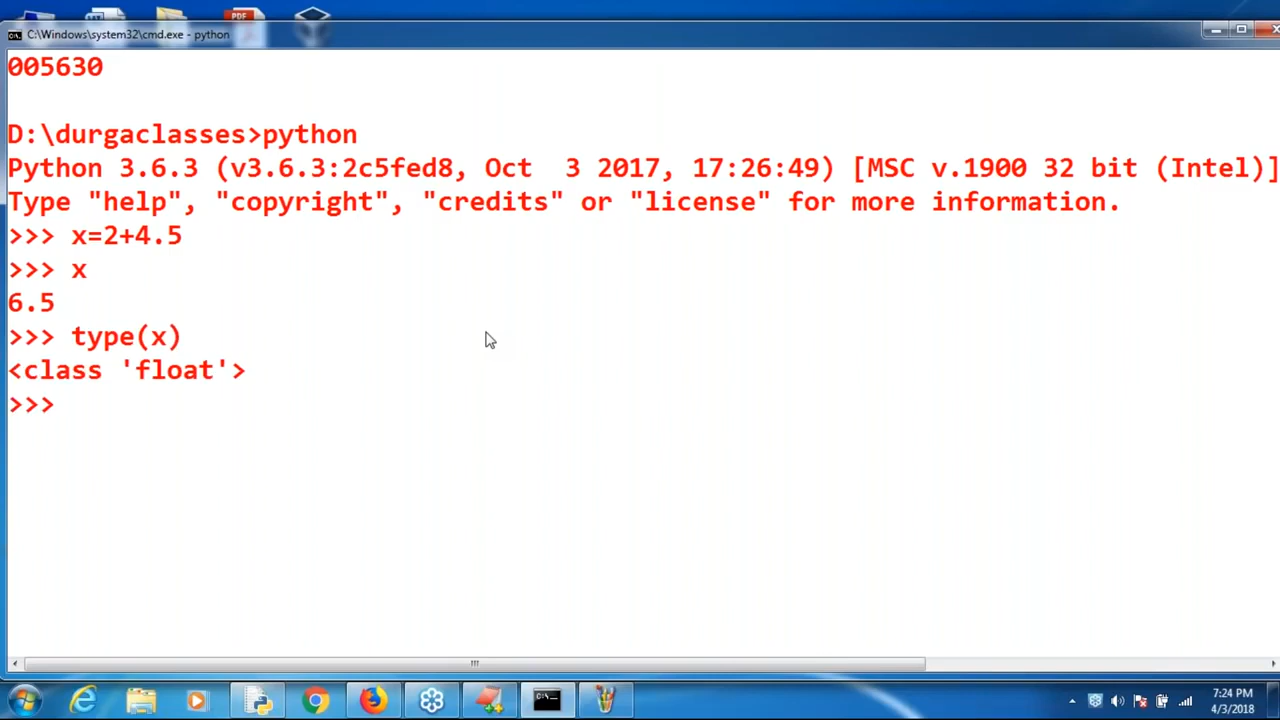 PDF
C:\Windows\system32\cmd.exe - python
005630
D:\durgaclasses>python
Python 3.6.3 (v3.6.3:2c5fed8, Oct  3 2017, 17:26:49) [MSC v.1900 32 bit (Intel)]
Type "help", "copyright", "credits" or "license" for more information.
>>> x=2+4.5
>>> x
6.5
>>> type(x)
<class 'float'>
>>>
7:24 PM
4/3/2018